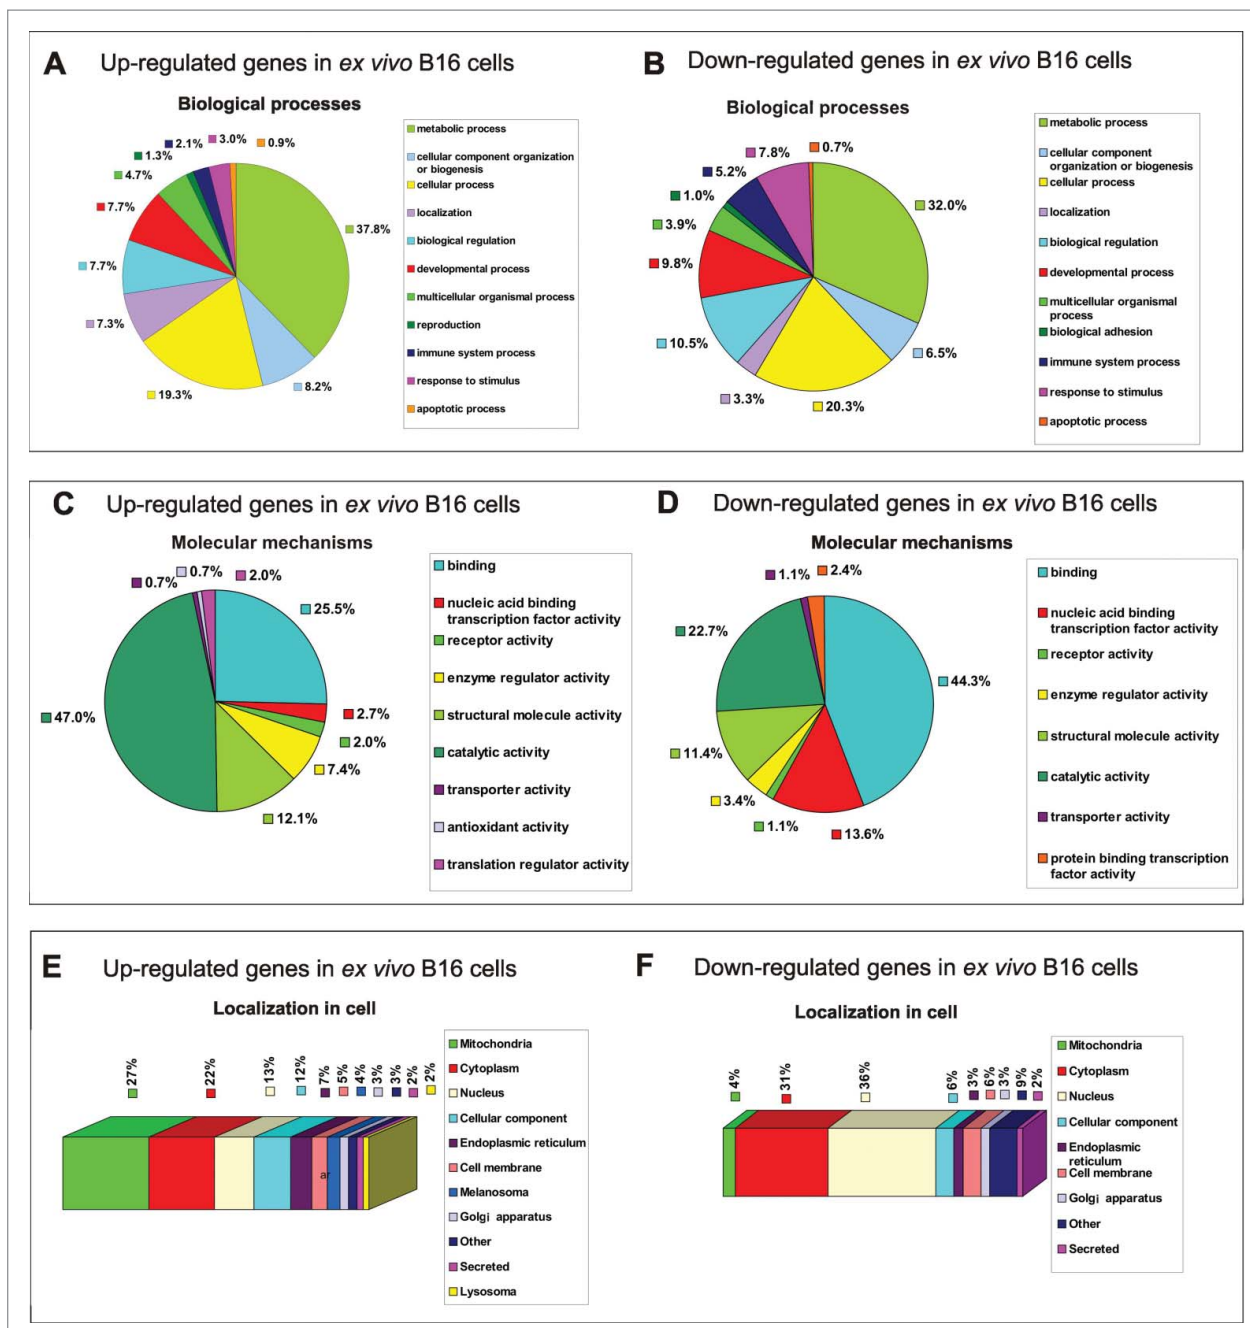 A Up-regulated genes in ex vivo B16 cells
Biological processes
2.1%
3.0%
0.9%
1.3%
4.7%
7.7%
7.7%
7.3%
19.3%
8.2%
37.8%
metabolic process
cellular component organization
or biogenesis
cellular process
localization
biological regulation
developmental process
multicellular organismal process
reproduction
immune system process
response to stimulus
apoptotic process
B Down-regulated genes in ex vivo B16 cells
Biological processes
7.8%
0.7%
5.2%
1.0%
3.9%
9.8%
10.5%
3.3%
20.3%
6.5%
32.0%
metabolic process
cellular component
organization or biogenesis
cellular process
localization
biological regulation
developmental process
multicellular organismal
process
biological adhesion
immune system process
response to stimulus
apoptotic process
C Up-regulated genes in ex vivo B16 cells
Molecular mechanisms
0.7%
0.7%
2.0%
25.5%
47.0%
2.7%
2.0%
7.4%
12.1%
binding
nucleic acid binding
transcription factor activity
receptor activity
enzyme regulator activity
structural molecule activity
catalytic activity
transporter activity
antioxidant activity
translation regulator activity
D Down-regulated genes in ex vivo B16 cells
Molecular mechanisms
1.1%
2.4%
22.7%
44.3%
11.4%
3.4%
1.1%
13.6%
binding
nucleic acid binding
transcription factor activity
receptor activity
enzyme regulator activity
structural molecule activity
catalytic activity
transporter activity
protein binding transcription
factor activity
E Up-regulated genes in ex vivo B16 cells
Localization in cell
27%
22%
13%
12%
7%
5%
4%
3%
3%
2%
2%
ar
Mitochondria
Cytoplasm
Nucleus
Cellular component
Endoplasmic reticulum
Cell membrane
Melanosoma
Golgi apparatus
Other
Secreted
Lysosoma
F Down-regulated genes in ex vivo B16 cells
Localization in cell
4%
31%
36%
6%
3%
6%
3%
9%
2%
Mitochondria
Cytoplasm
Nucleus
Cellular component
Endoplasmic
reticulum
Cell membrane
Golgi apparatus
Other
Secreted